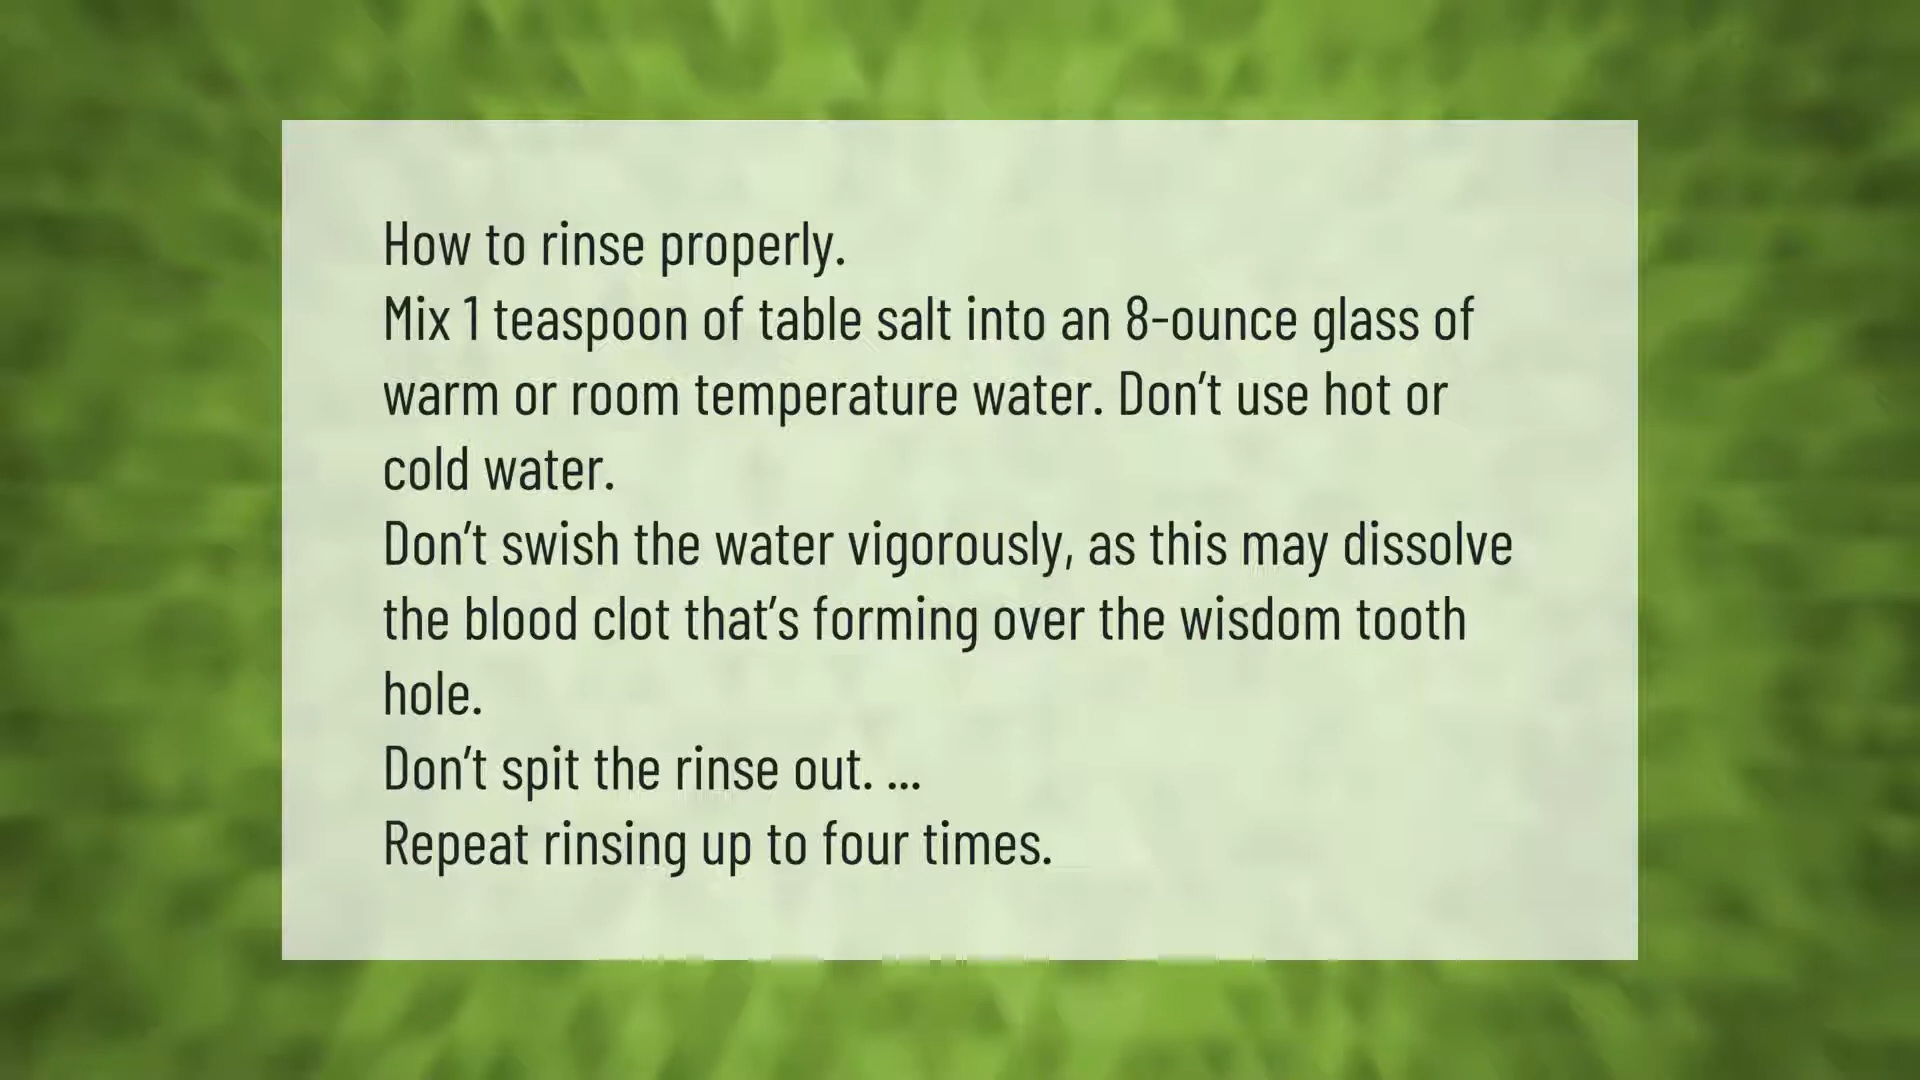 How to rinse properly.
Mix 1 teaspoon of table salt into an 8-ounce glass of
warm or room temperature water. Don’t use hot or
cold water.
Don’t swish the water vigorously, as this may dissolve
the blood clot that’s forming over the wisdom tooth
hole.
Don’t spit the rinse out. ...
Repeat rinsing up to four times.